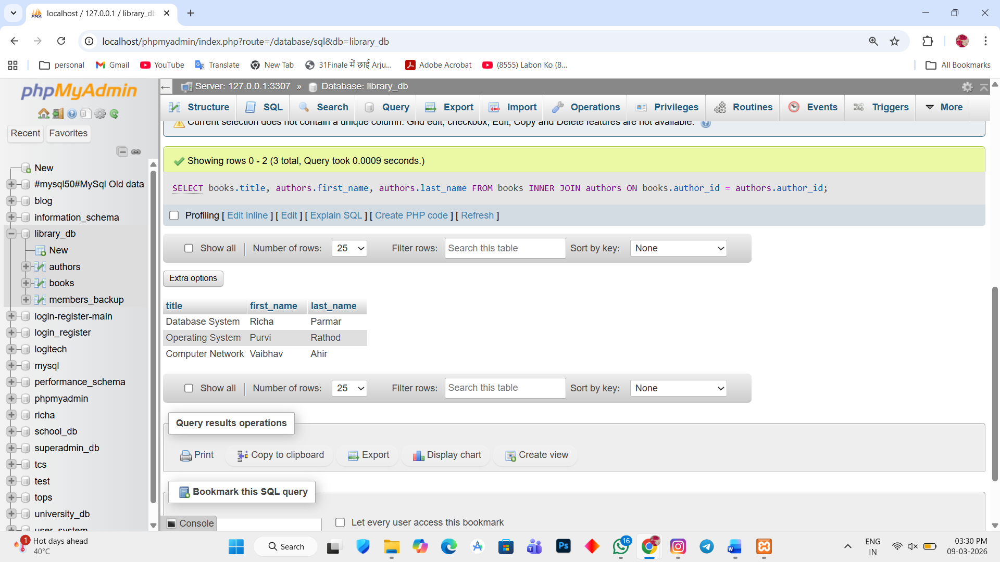 localhost / 127.0.0.1 / library_db
localhost/phpmyadmin/index.php?route=/database/sql&db=library_db
personal
Gmail
YouTube
Translate
New Tab
31Finale में छाई Arju...
Adobe Acrobat
(8555) Labon Ko (8...
All Bookmarks
phpMyAdmin
Recent
Favorites
New
#mysql50#MySql Old data
blog
information_schema
library_db
New
authors
books
members_backup
login-register-main
login_register
logitech
mysql
performance_schema
phpmyadmin
richa
school_db
superadmin_db
tcs
test
tops
university_db
user_system
Server: 127.0.0.1:3307 » Database: library_db
Structure
SQL
Search
Query
Export
Import
Operations
Privileges
Routines
Events
Triggers
More
Current selection does not contain a unique column. Grid edit, checkbox, Edit, Copy and Delete features are not available.
Showing rows 0 - 2 (3 total, Query took 0.0009 seconds.)
SELECT books.title, authors.first_name, authors.last_name FROM books INNER JOIN authors ON books.author_id = authors.author_id;
Profiling [ Edit inline ] [ Edit ] [ Explain SQL ] [ Create PHP code ] [ Refresh ]
Show all | Number of rows: 25 Filter rows: Search this table Sort by key: None
Extra options
title first_name last_name
Database System Richa Parmar
Operating System Purvi Rathod
Computer Network Vaibhav Ahir
Show all | Number of rows: 25 Filter rows: Search this table Sort by key: None
Query results operations
Print
Copy to clipboard
Export
Display chart
Create view
Bookmark this SQL query
Console
Let every user access this bookmark
1
Hot days ahead
40°C
Search
Ps
16
ENG
IN
03:30 PM
09-03-2026